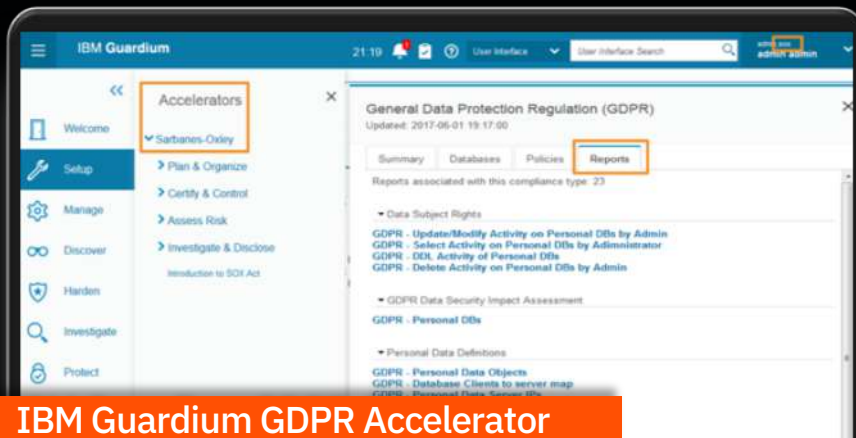 IBM Guardium
21:19
User Interface
User Interface Search
admin admin
Accelerators
Sarbanes-Oxley
Plan & Organize
Certify & Control
Assess Risk
Investigate & Disclose
Introduction to SOX Act
Welcome
Setup
Manage
Discover
Harden
Investigate
Protect
General Data Protection Regulation (GDPR)
Updated: 2017-06-01 19:17:00
Summary Databases Policies Reports
Reports associated with this compliance type: 23
Data Subject Rights
GDPR - Update/Modify Activity on Personal DBs by Admin
GDPR - Select Activity on Personal DBs by Adimnistrator
GDPR - DDL Activity of Personal DBs
GDPR - Delete Activity on Personal DBs by Admin
GDPR Data Security Impact Assessment
GDPR - Personal DBs
Personal Data Definitions
GDPR - Personal Data Objects
GDPR - Database Clients to server map
GDPR - Personal Data Server IPs
IBM Guardium GDPR Accelerator